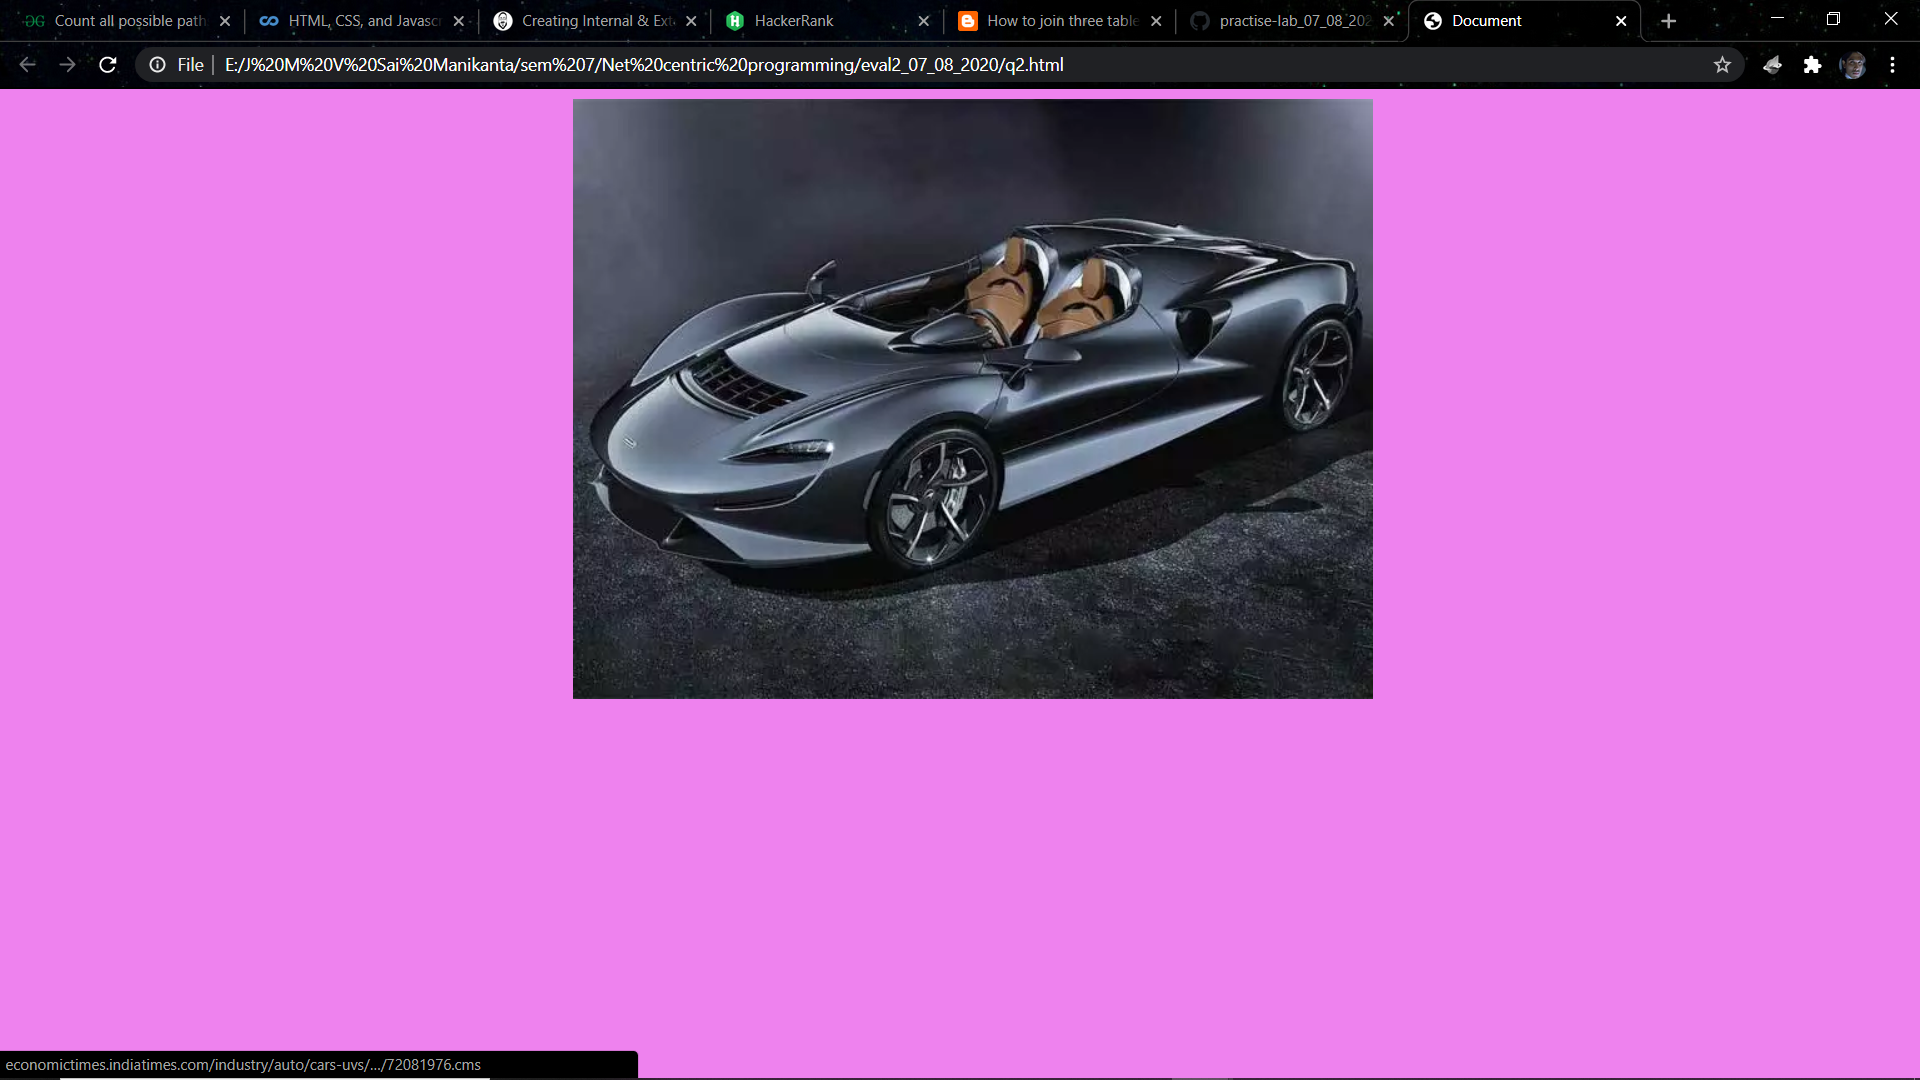 Count all possible path
HTML, CSS, and Javascr
Creating Internal & Ext
HackerRank
How to join three table
practise-lab_07_08_202
Document
File
E:/J%20M%20V%20Sai%20Manikanta/sem%207/Net%20centric%20programming/eval2_07_08_2020/q2.html
economictimes.indiatimes.com/industry/auto/cars-uvs/.../72081976.cms